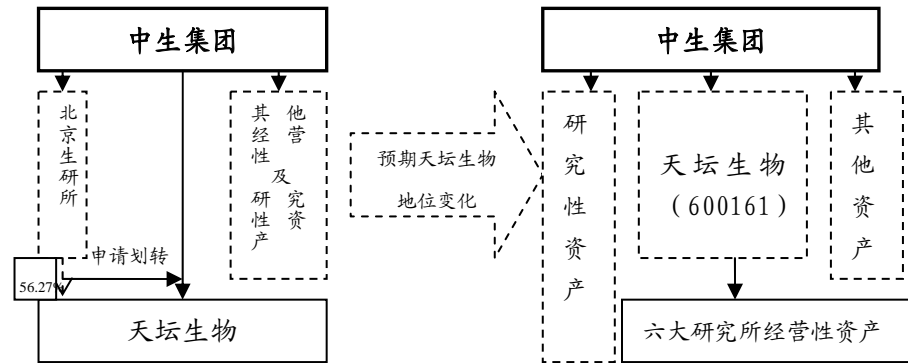 中生集团
北京生研所
其他经营性及研究性资产
申请划转
56.27%
天坛生物
预期天坛生物
地位变化
中生集团
研究性资产
天坛生物
（600161）
其他资产
六大研究所经营性资产